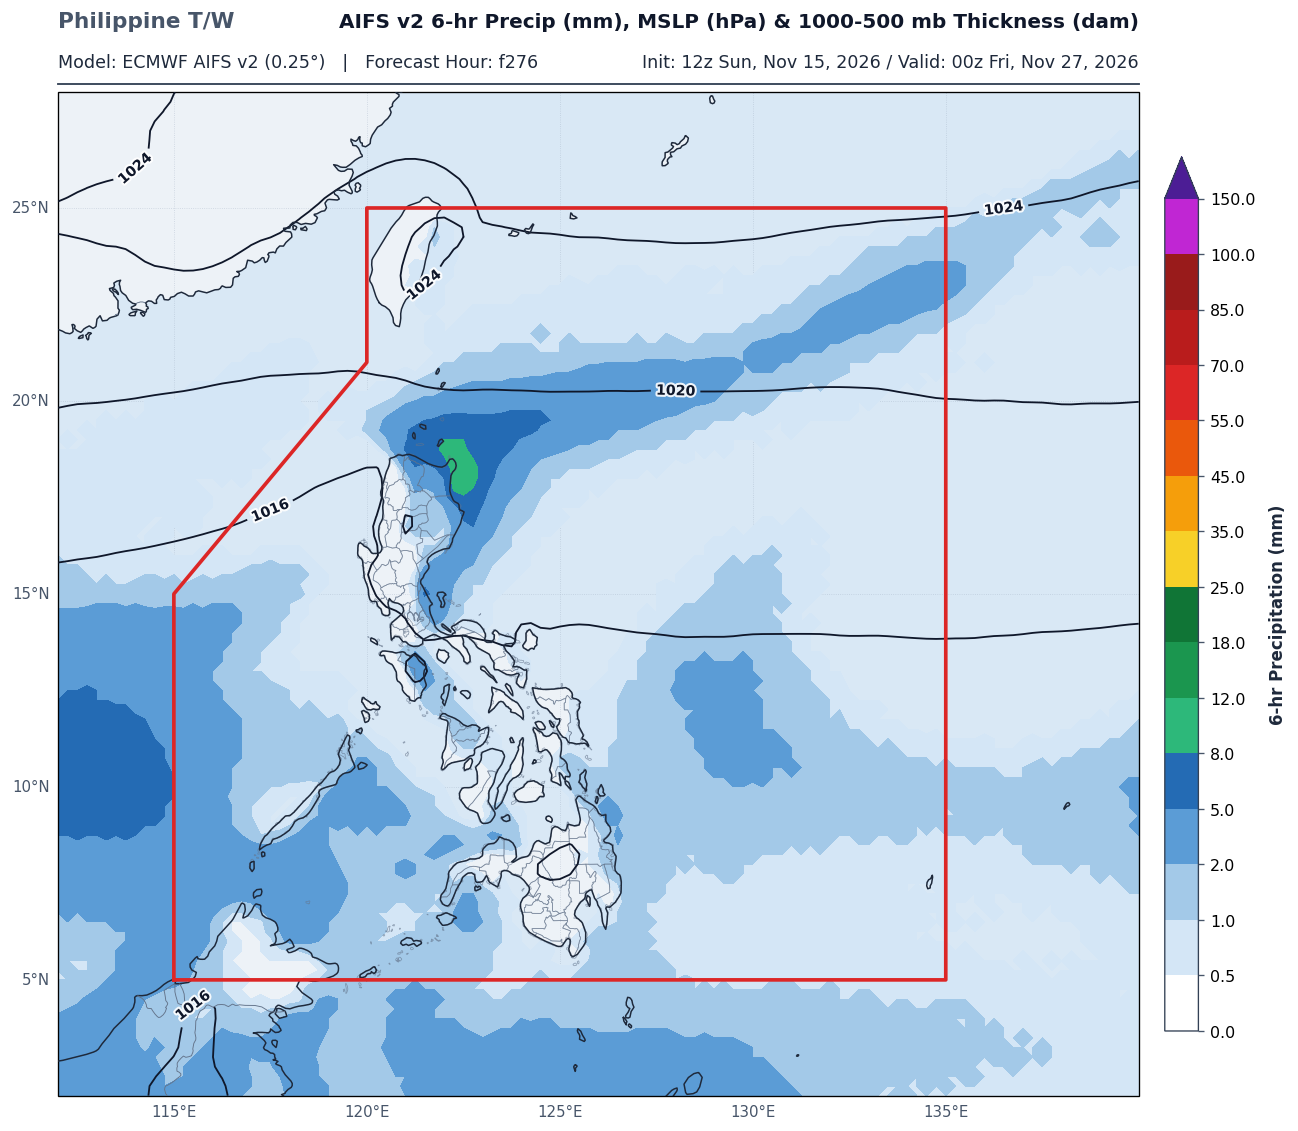 Philippine T/W
AIFS v2 6-hr Precip (mm), MSLP (hPa) & 1000-500 mb Thickness (dam)
Model: ECMWF AIFS v2 (0.25°) | Forecast Hour: f276
Init: 12z Sun, Nov 15, 2026 / Valid: 00z Fri, Nov 27, 2026
1024
1024
1024
1020
1016
1016
25°N
20°N
15°N
10°N
5°N
115°E
120°E
125°E
130°E
135°E
150.0
100.0
85.0
70.0
55.0
45.0
35.0
25.0
18.0
12.0
8.0
5.0
2.0
1.0
0.5
0.0
6-hr Precipitation (mm)